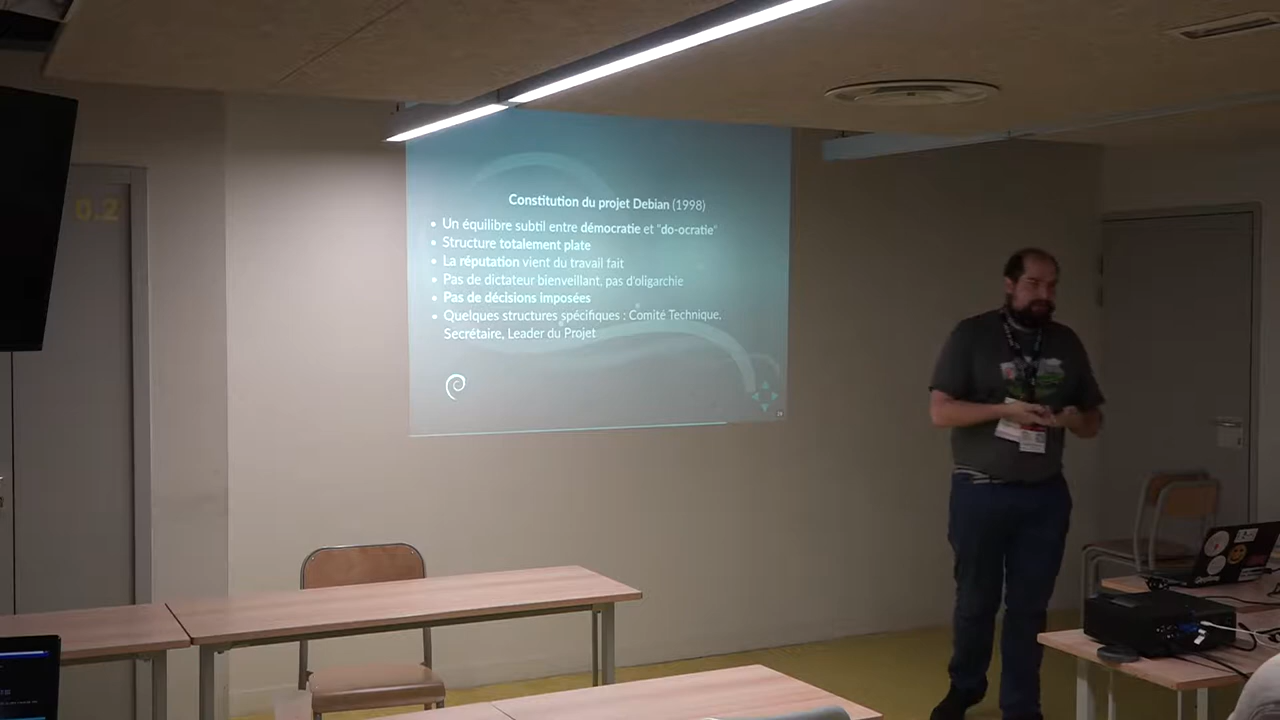 0.2
Constitution du projet Debian (1998)
Un équilibre subtil entre démocratie et "do-ocratie"
Structure totalement plate
La réputation vient du travail fait
Pas de dictateur bienveillant, pas d'oligarchie
Pas de décisions imposées
Quelques structures spécifiques : Comité Technique,
Secrétaire, Leader du Projet